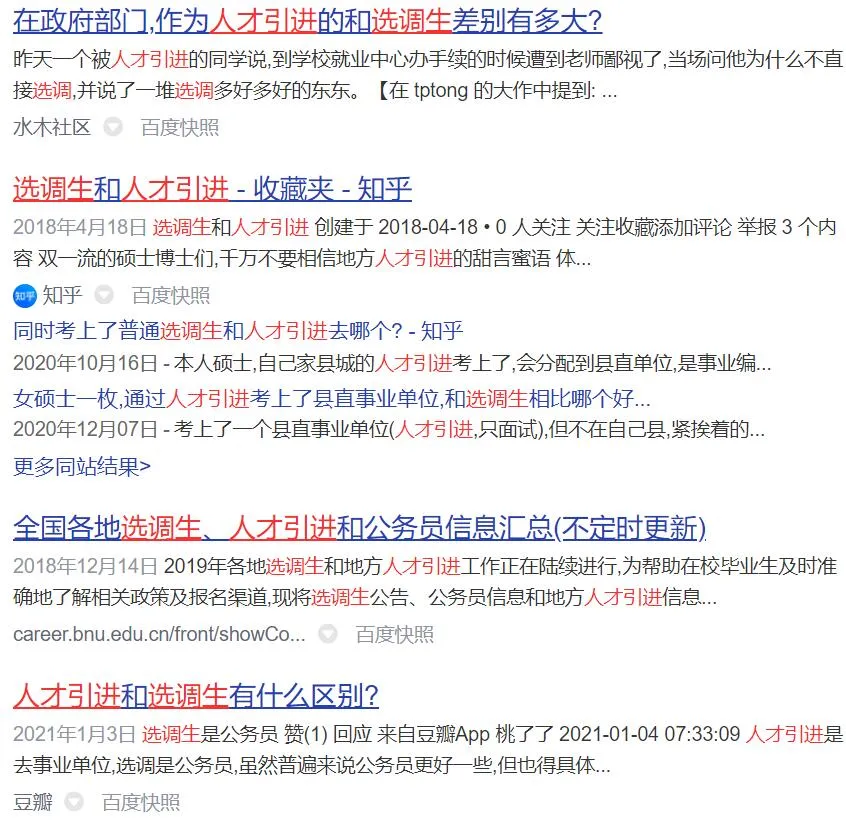 在政府部门,作为人才引进的和选调生差别有多大?
昨天一个被人才引进的同学说,到学校就业中心办手续的时候遭到老师鄙视了,当场问他为什么不直
接选调,并说了一堆选调多好多好的东东。【在 tptong 的大作中提到: ...
水木社区 百度快照
选调生和人才引进 - 收藏夹 - 知乎
2018年4月18日 选调生和人才引进 创建于 2018-04-18 • 0 人关注 关注收藏添加评论 举报 3 个内
容 双一流的硕士博士们,千万不要相信地方人才引进的甜言蜜语 体...
知乎 知乎 百度快照
同时考上了普通选调生和人才引进去哪个? - 知乎
2020年10月16日 - 本人硕士,自己家县城的人才引进考上了,会分配到县直单位,是事业编...
女硕士一枚,通过人才引进考上了县直事业单位,和选调生相比哪个好...
2020年12月07日 - 考上了一个县直事业单位(人才引进,只面试),但不在自己县,紧挨着的...
更多同站结果>
全国各地选调生、人才引进和公务员信息汇总(不定时更新)
2018年12月14日 2019年各地选调生和地方人才引进工作正在陆续进行,为帮助在校毕业生及时准
确地了解相关政策及报名渠道,现将选调生公告、公务员信息和地方人才引进信息...
career.bnu.edu.cn/front/showCo... 百度快照
人才引进和选调生有什么区别?
2021年1月3日 选调生是公务员 赞(1) 回应 来自豆瓣App 桃了了 2021-01-04 07:33:09 人才引进是
去事业单位,选调是公务员,虽然普遍来说公务员更好一些,但也得具体...
豆瓣 百度快照